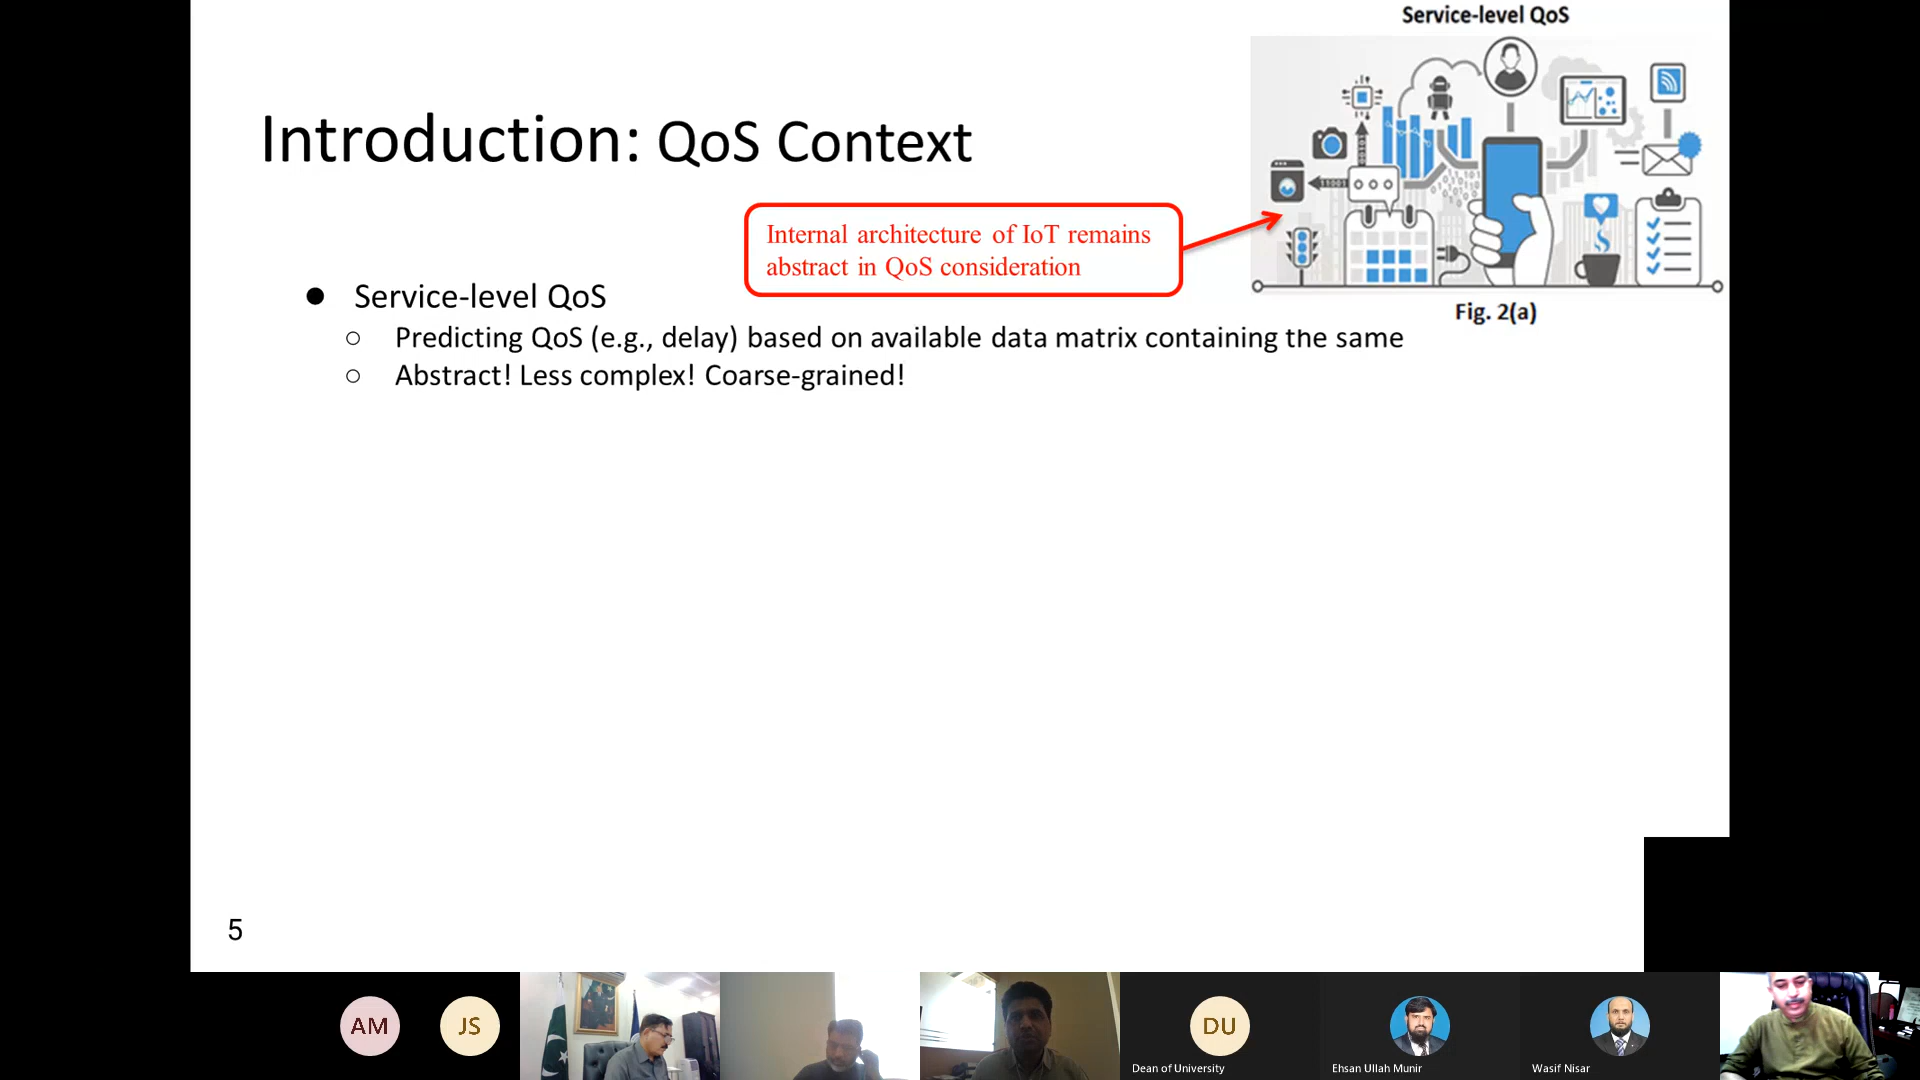 Service-level QoS
Introduction: QoS Context
Internal architecture of IoT remains
abstract in QoS consideration
Fig. 2(a)
● Service-level QoS
○ Predicting QoS (e.g., delay) based on available data matrix containing the same
○ Abstract! Less complex! Coarse-grained!
5
AM
JS
DU
Dean of University
Ehsan Ullah Munir
Wasif Nisar